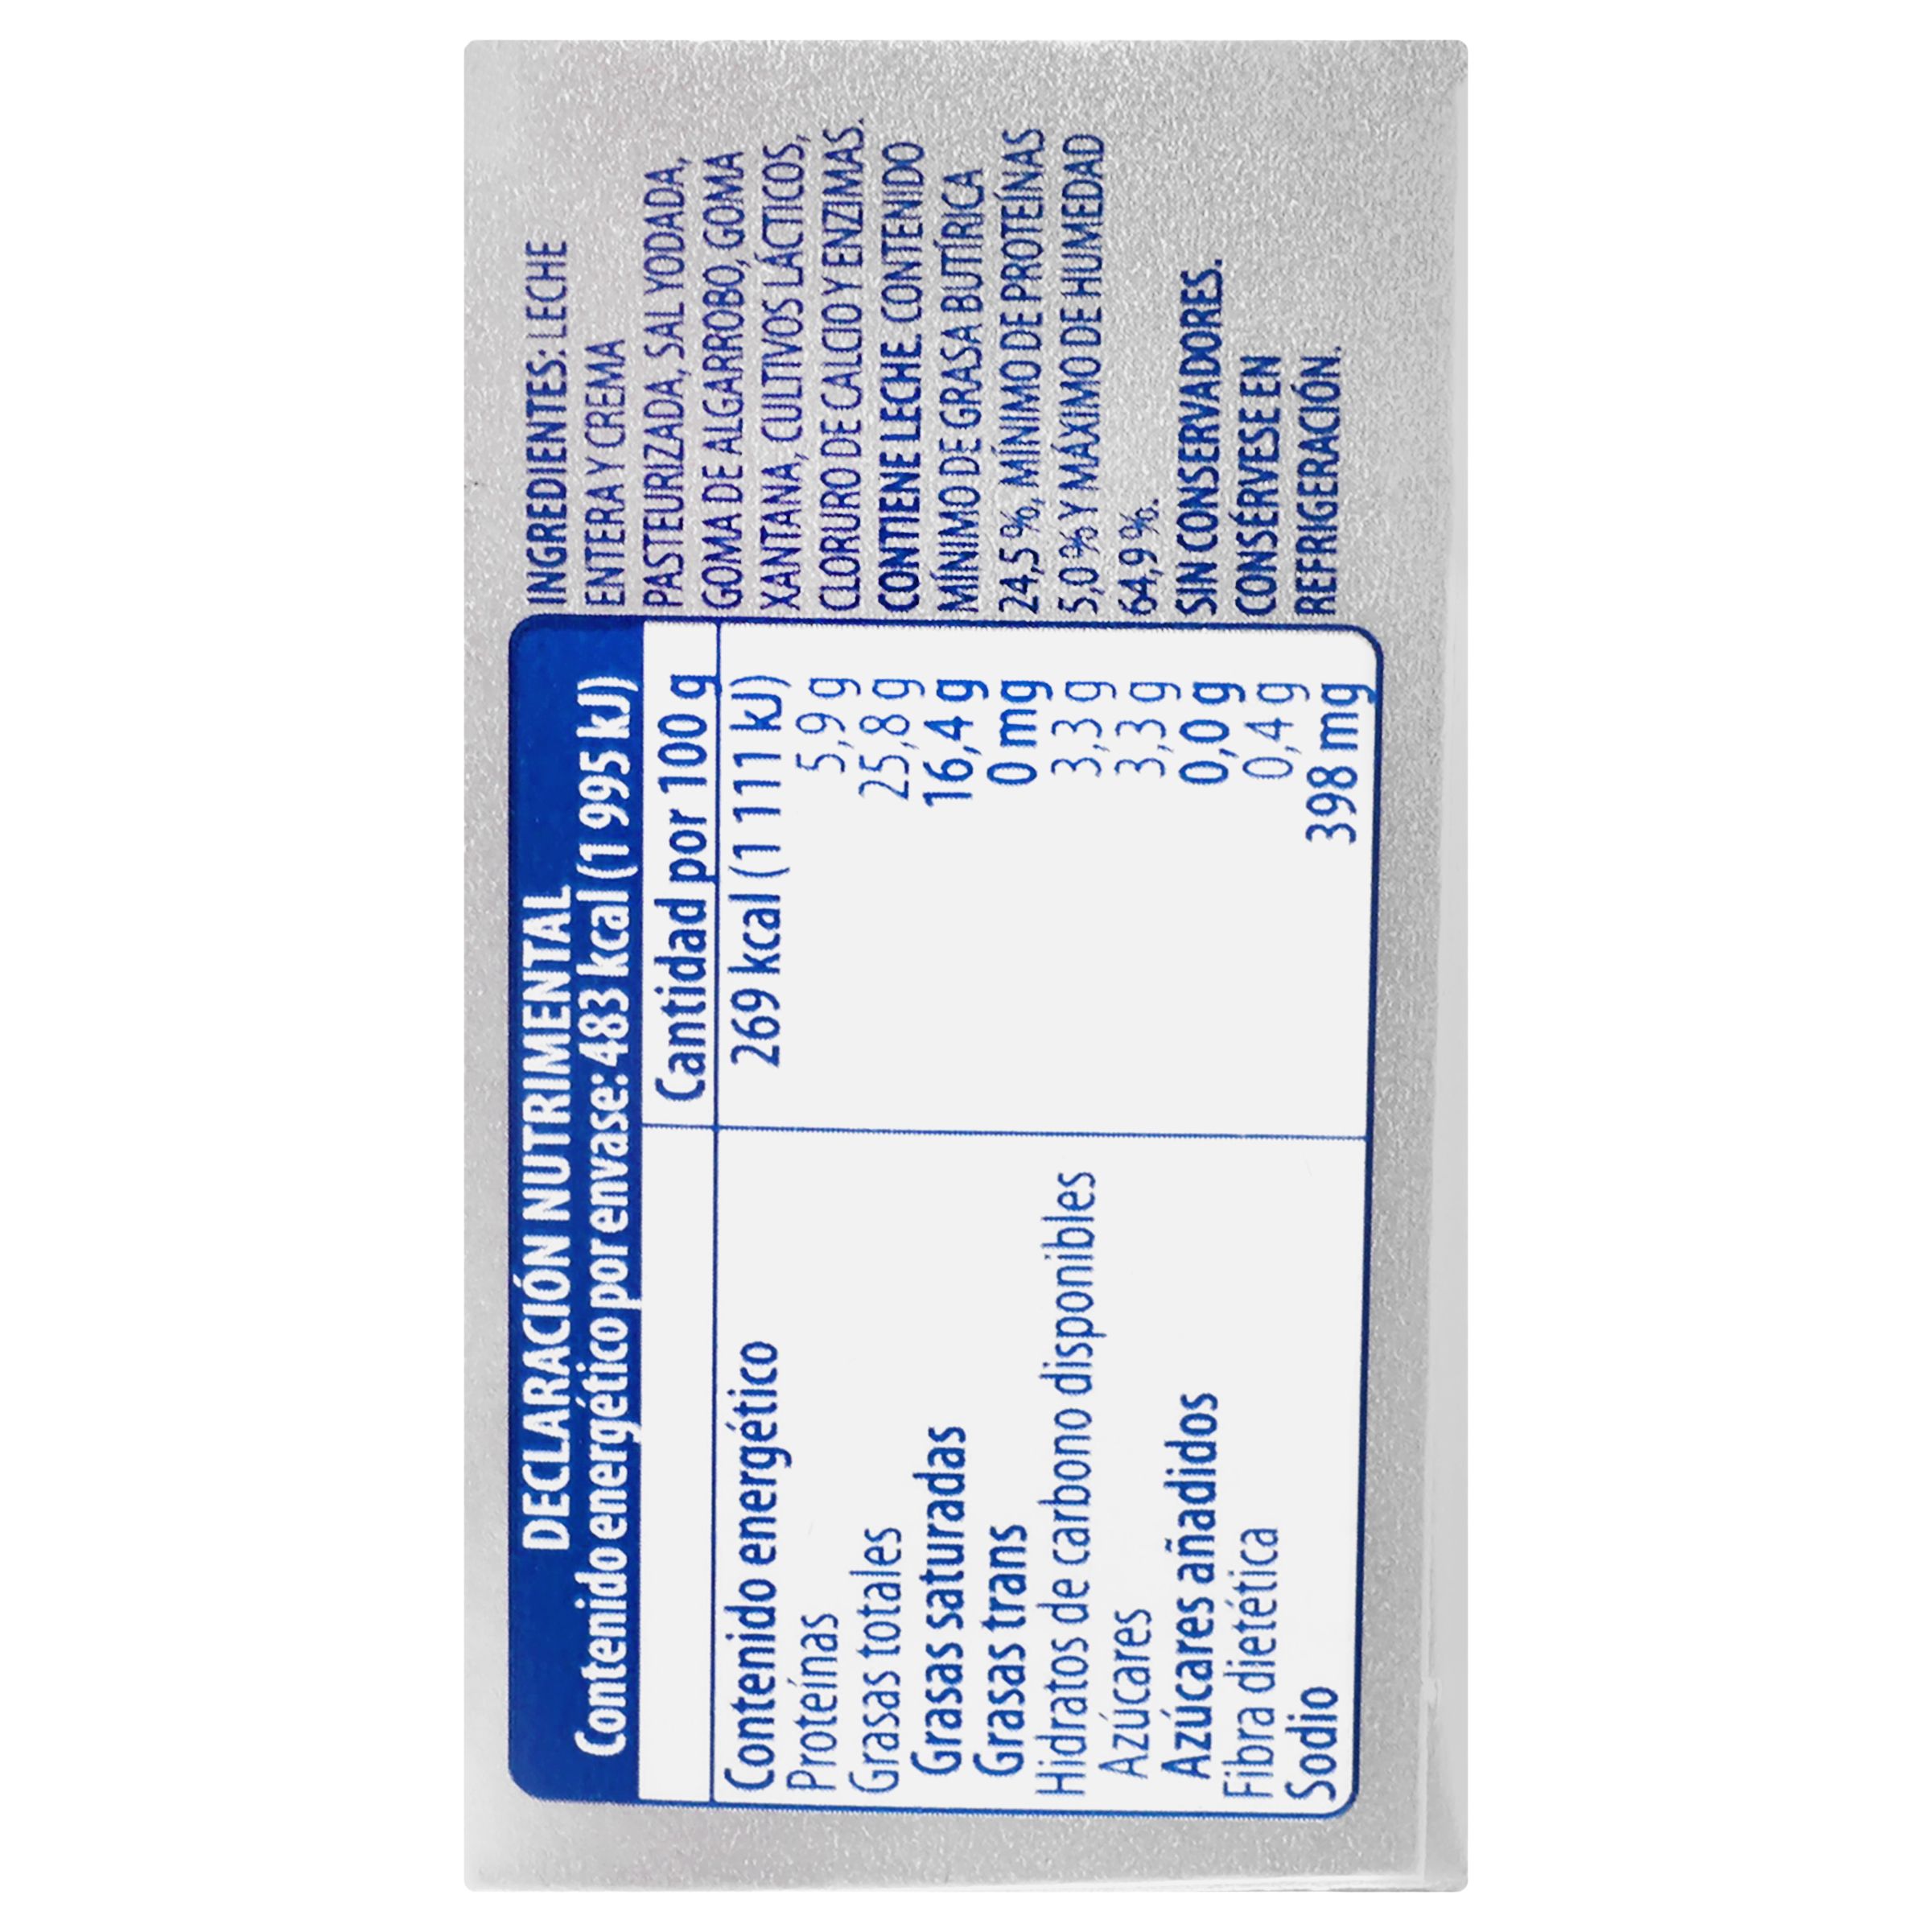 DECLARACIÓN NUTRIMENTAL
Contenido energético por envase: 483 kcal (1 995 kJ)
Cantidad por 100 g
Contenido energético 269 kcal (1 111 kJ)
Proteínas 5,9 g
Grasas totales 25,8 g
Grasas saturadas 16,4 g
Grasas trans 0 mg
Hidratos de carbono disponibles 3,3 g
Azúcares 3,3 g
Azúcares añadidos 0,0 g
Fibra dietética 0,4 g
Sodio 398 mg
INGREDIENTES: LECHE
ENTERA Y CREMA
PASTEURIZADA, SAL YODADA,
GOMA DE ALGARROBO, GOMA
XANTANA, CULTIVOS LÁCTICOS,
CLORURO DE CALCIO Y ENZIMAS.
CONTIENE LECHE. CONTENIDO
MÍNIMO DE GRASA BUTÍRICA
24,5 %, MÍNIMO DE PROTEÍNAS
5,0 % Y MÁXIMO DE HUMEDAD
64,9 %.
SIN CONSERVADORES.
CONSÉRVESE EN
REFRIGERACIÓN.